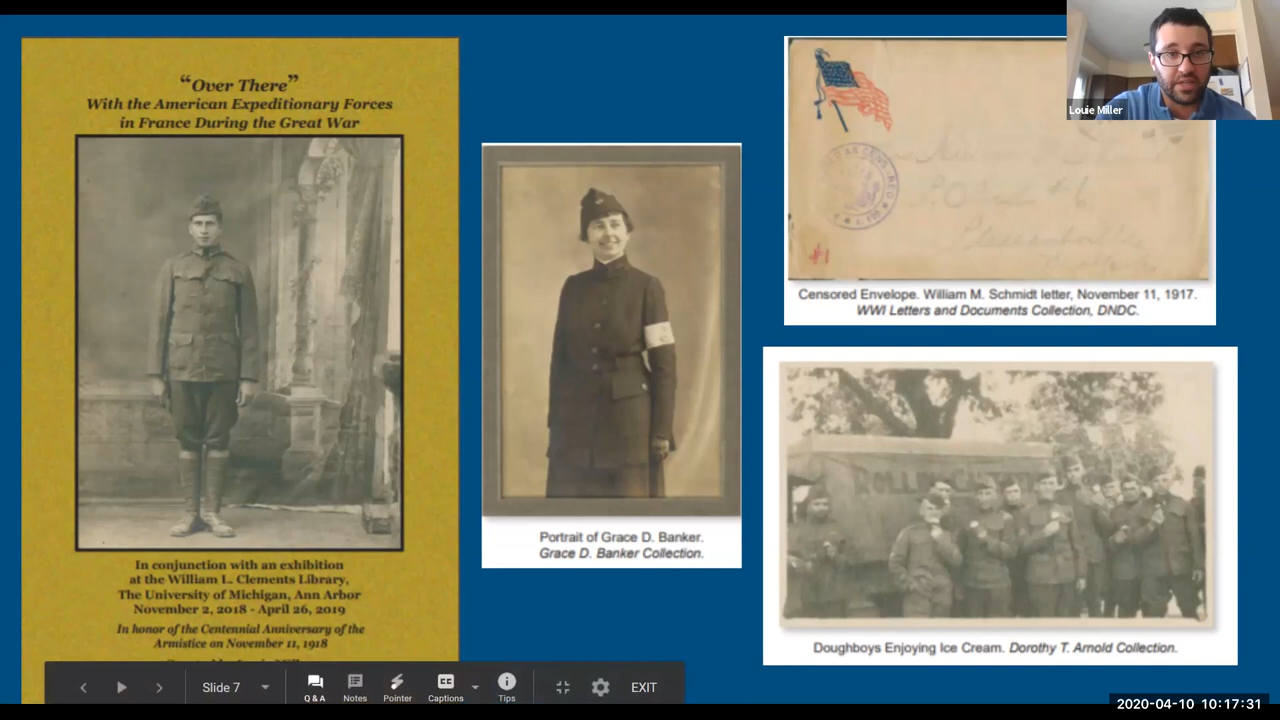 “Over There”
With the American Expeditionary Forces
in France During the Great War
In conjunction with an exhibition
at the William L. Clements Library,
The University of Michigan, Ann Arbor
November 2, 2018 - April 26, 2019
In honor of the Centennial Anniversary of the
Armistice on November 11, 1918
Portrait of Grace D. Banker.
Grace D. Banker Collection.
#1
Censored Envelope. William M. Schmidt letter, November 11, 1917.
WWI Letters and Documents Collection, DNDC.
Doughboys Enjoying Ice Cream. Dorothy T. Arnold Collection.
Louie Miller
Slide 7
Q & A
Notes
Pointer
Captions
Tips
EXIT
2020-04-10 10:17:31